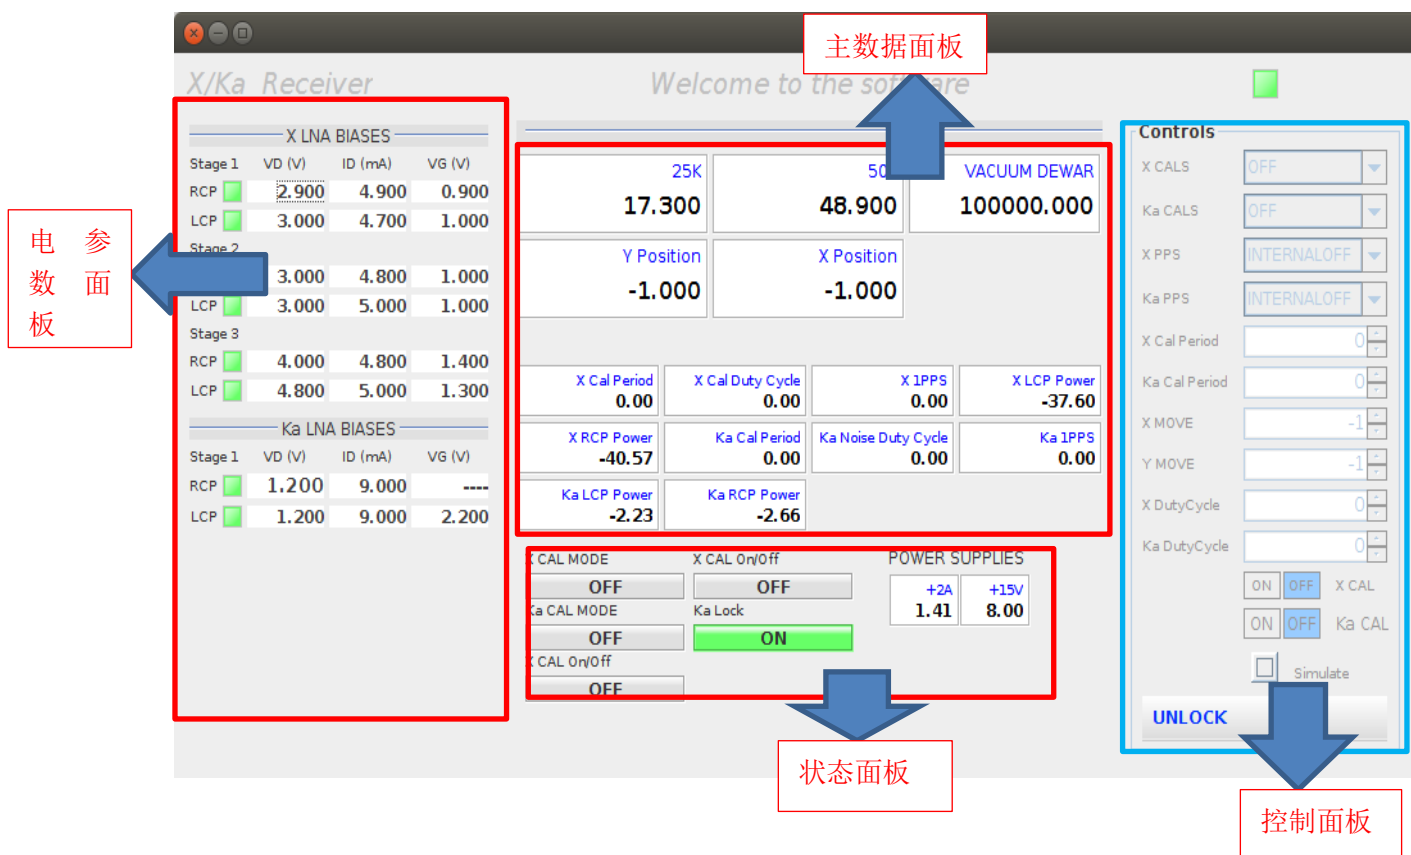 主数据面板
X/Ka Receiver
Welcome to the software
X LNA BIASES
Stage 1 VD (V) ID (mA) VG (V)
RCP 2.900 4.900 0.900
LCP 3.000 4.700 1.000
Stage 2
3.000 4.800 1.000
LCP 3.000 5.000 1.000
Stage 3
RCP 4.000 4.800 1.400
LCP 4.800 5.000 1.300
Ka LNA BIASES
Stage 1 VD (V) ID (mA) VG (V)
RCP 1.200 9.000 ----
LCP 1.200 9.000 2.200
电参
数面
板
25K
17.300
48.900
VACUUM DEWAR
100000.000
Y Position
-1.000
X Position
-1.000
X Cal Period
0.00
X Cal Duty Cycle
0.00
X 1PPS
0.00
X LCP Power
-37.60
X RCP Power
-40.57
Ka Cal Period
0.00
Ka Noise Duty Cycle
0.00
Ka 1PPS
0.00
Ka LCP Power
-2.23
Ka RCP Power
-2.66
X CAL MODE
OFF
X CAL On/Off
OFF
Ka CAL MODE
OFF
Ka Lock
ON
X CAL On/Off
OFF
POWER SUPPLIES
+2A
1.41
+15V
8.00
状态面板
Controls
X CALS OFF
Ka CALS OFF
X PPS INTERNALOFF
Ka PPS INTERNALOFF
X Cal Period 0
Ka Cal Period 0
X MOVE -1
Y MOVE -1
X DutyCycle 0
Ka DutyCycle 0
ON OFF X CAL
ON OFF Ka CAL
Simulate
UNLOCK
控制面板